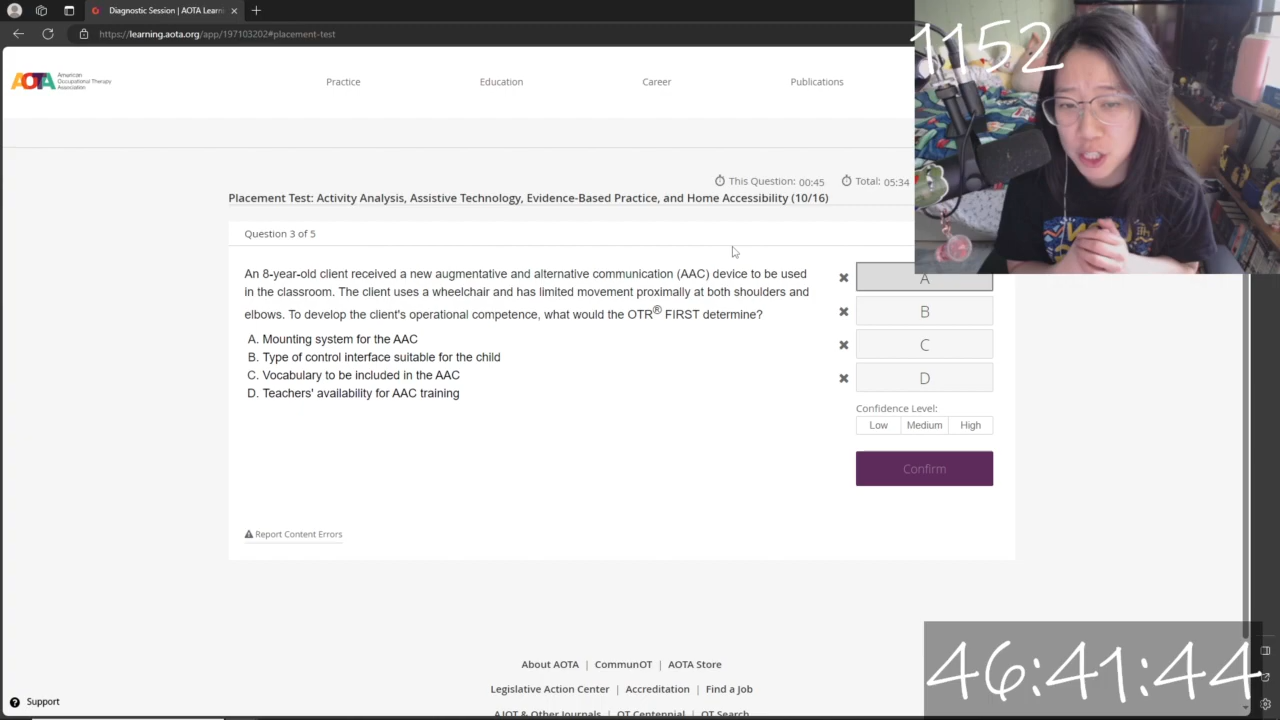 Diagnostic Session | AOTA Learn
https://learning.aota.org/app/197103202#placement-test
1152
AOTA American Occupational Therapy Association
Practice
Education
Career
Publications
This Question: 00:45
Total: 05:34
Placement Test: Activity Analysis, Assistive Technology, Evidence-Based Practice, and Home Accessibility (10/16)
Question 3 of 5
An 8-year-old client received a new augmentative and alternative communication (AAC) device to be used
in the classroom. The client uses a wheelchair and has limited movement proximally at both shoulders and
elbows. To develop the client's operational competence, what would the OTR® FIRST determine?
A. Mounting system for the AAC
B. Type of control interface suitable for the child
C. Vocabulary to be included in the AAC
D. Teachers' availability for AAC training
A
B
C
D
Confidence Level:
Low Medium High
Confirm
Report Content Errors
About AOTA | CommunOT | AOTA Store
Legislative Action Center | Accreditation | Find a Job
AJOT & Other Journals | OT Centennial | OT Search
Support
46:41:44